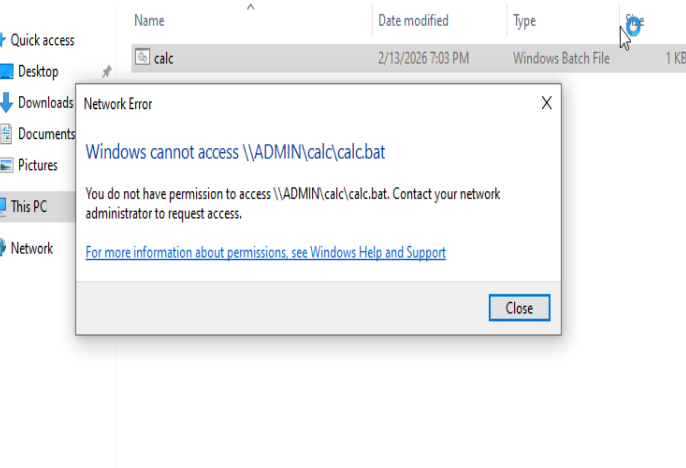 Name Date modified Type Size
Quick access
calc 2/13/2026 7:03 PM Windows Batch File 1 KB
Desktop
Downloads
Documents
Pictures
This PC
Network
Network Error
X
Windows cannot access \\ADMIN\calc\calc.bat
You do not have permission to access \\ADMIN\calc\calc.bat. Contact your network
administrator to request access.
For more information about permissions, see Windows Help and Support
Close